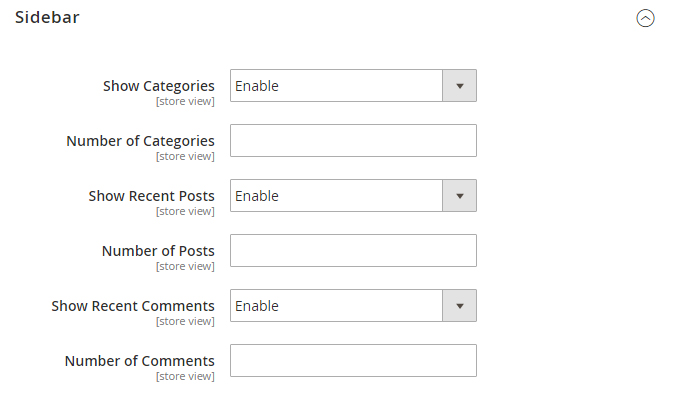 Sidebar
Show Categories
[store view]
Enable
Number of Categories
[store view]
Show Recent Posts
[store view]
Enable
Number of Posts
[store view]
Show Recent Comments
[store view]
Enable
Number of Comments
[store view]